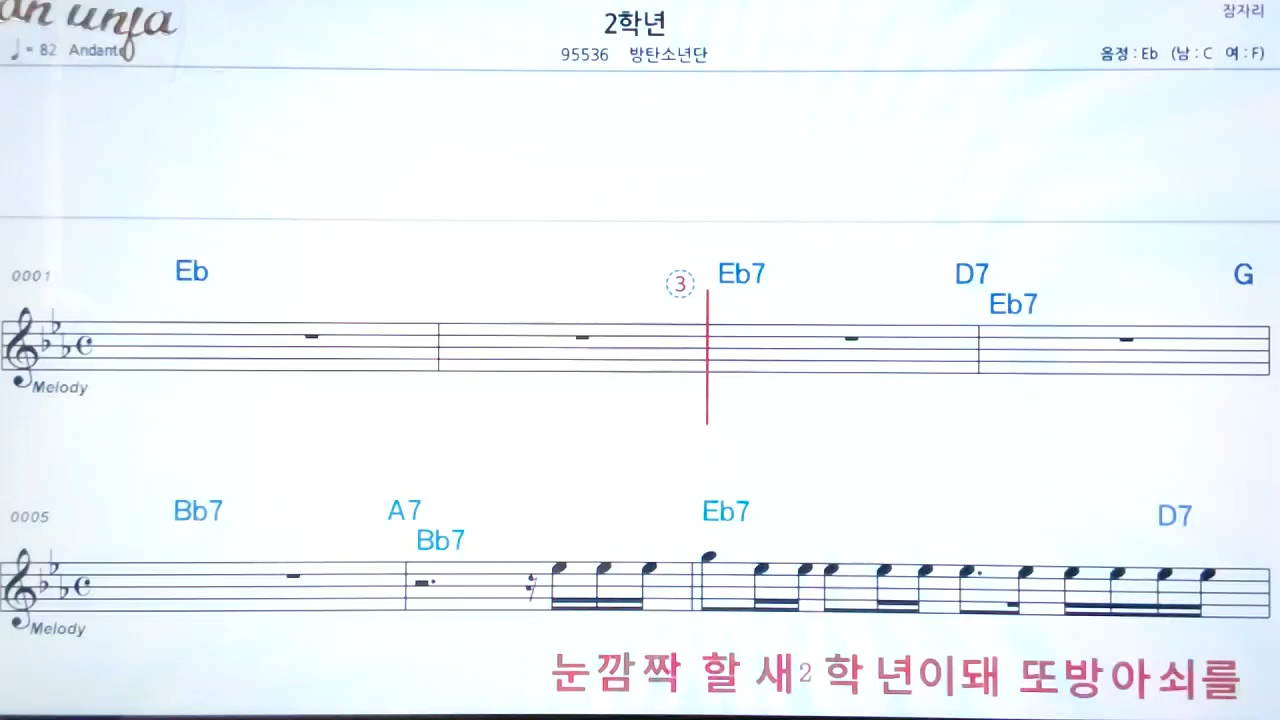 an unfa
♩= 82 Andante
2학년
95536 방탄소년단
잠자리
음정 : Eb (남 : C 여 : F)
0001
Eb
3
Eb7
D7
G
Eb7
Melody
0005
Bb7
A7
Eb7
D7
Bb7
Melody
눈깜짝 할 새2 학년이돼 또방아쇠를